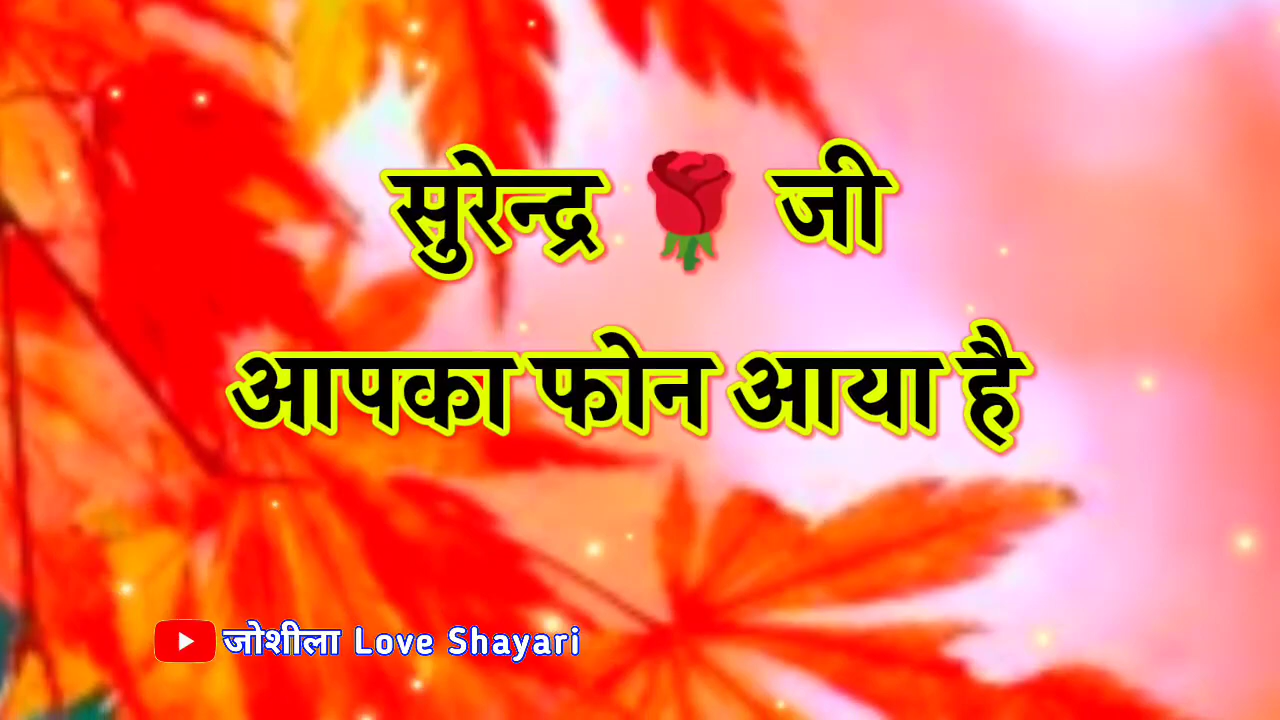 सुरेन्द्र 🌹 जी
आपका फोन आया है
जोशीला Love Shayari